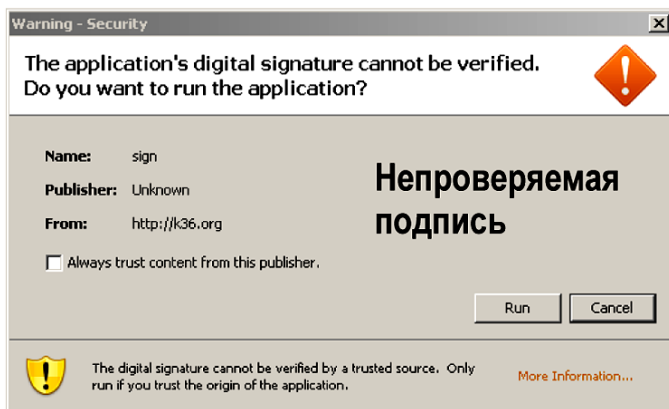 Warning - Security
The application's digital signature cannot be verified.
Do you want to run the application?
Name: sign
Publisher: Unknown
From: http://k36.org
Always trust content from this publisher.
Непроверяемая
подпись
Run Cancel
The digital signature cannot be verified by a trusted source. Only
run if you trust the origin of the application.
More Information...